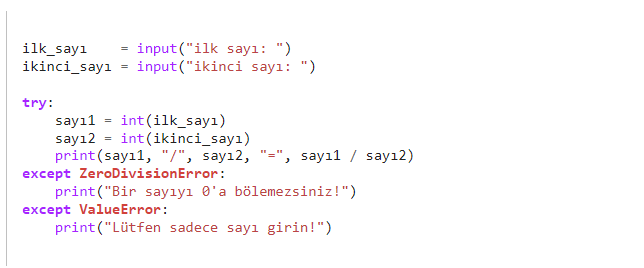 ilk_sayı    = input("ilk sayı: ")
ikinci_sayı = input("ikinci sayı: ")
try:
    sayı1 = int(ilk_sayı)
    sayı2 = int(ikinci_sayı)
    print(sayı1, "/", sayı2, "=", sayı1 / sayı2)
except ZeroDivisionError:
    print("Bir sayıyı 0'a bölemezsiniz!")
except ValueError:
    print("Lütfen sadece sayı girin!")